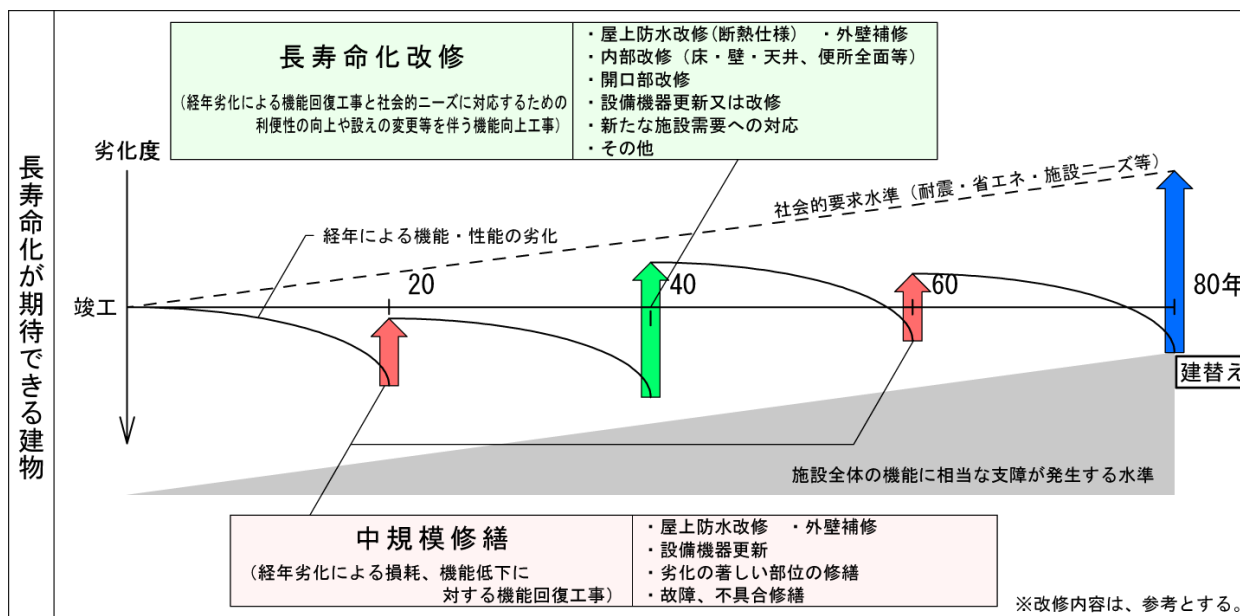 長寿命化が期待できる建物
長寿命化改修
(経年劣化による機能回復工事と社会的ニーズに対応するための
利便性の向上や設えの変更等を伴う機能向上工事)
・屋上防水改修(断熱仕様) ・外壁補修
・内部改修(床・壁・天井、便所全面等)
・開口部改修
・設備機器更新又は改修
・新たな施設需要への対応
・その他
劣化度
社会的要求水準(耐震・省エネ・施設ニーズ等)
経年による機能・性能の劣化
竣工
20
40
60
80年
建替え
施設全体の機能に相当な支障が発生する水準
中規模修繕
(経年劣化による損耗、機能低下に
対する機能回復工事)
・屋上防水改修 ・外壁補修
・設備機器更新
・劣化の著しい部位の修繕
・故障、不具合修繕
※改修内容は、参考とする。